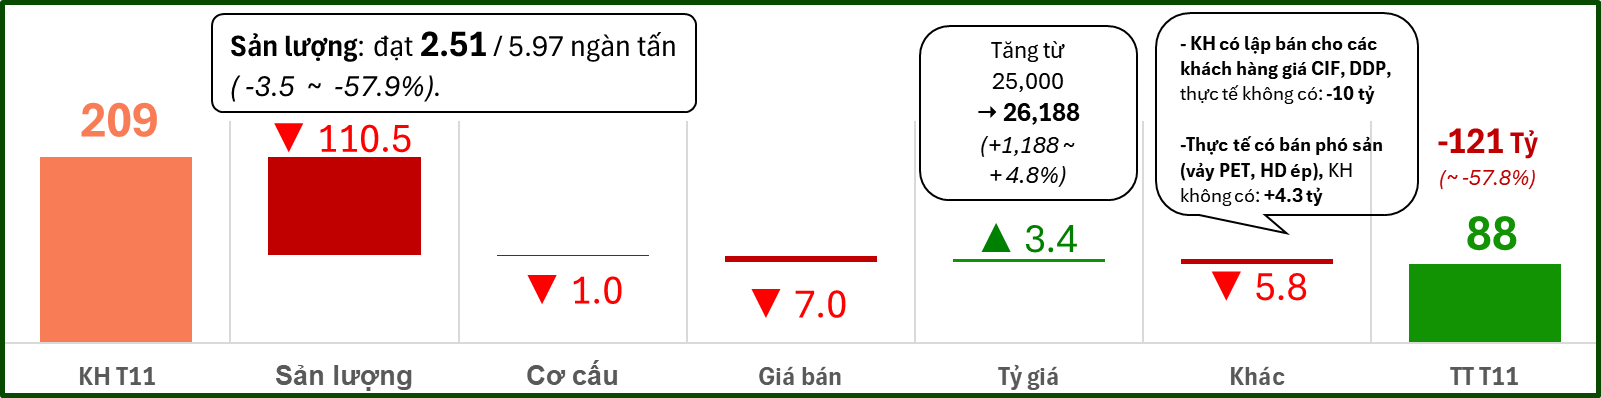 Sản lượng: đạt 2.51 / 5.97 ngàn tấn
( -3.5 ~ -57.9%).
Tăng từ
25,000
→ 26,188
(+1,188 ~
+ 4.8%)
- KH có lập bán cho các
khách hàng giá CIF, DDP,
thực tế không có: -10 tỷ
-Thực tế có bán phó sản
(vảy PET, HD ép), KH
không có: +4.3 tỷ
209
▼ 110.5
▼ 1.0
▼ 7.0
▲ 3.4
▼ 5.8
-121 Tỷ
(~ -57.8%)
88
KH T11
Sản lượng
Cơ cấu
Giá bán
Tỷ giá
Khác
TT T11